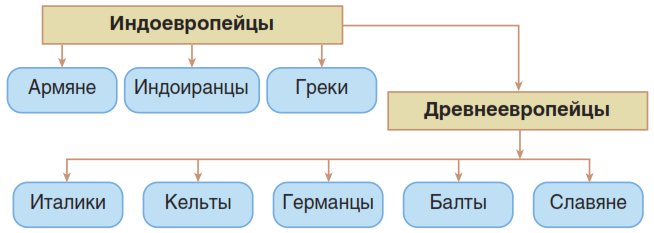 Индоевропейцы
Армяне
Индоиранцы
Греки
Древнеевропейцы
Италики
Кельты
Германцы
Балты
Славяне